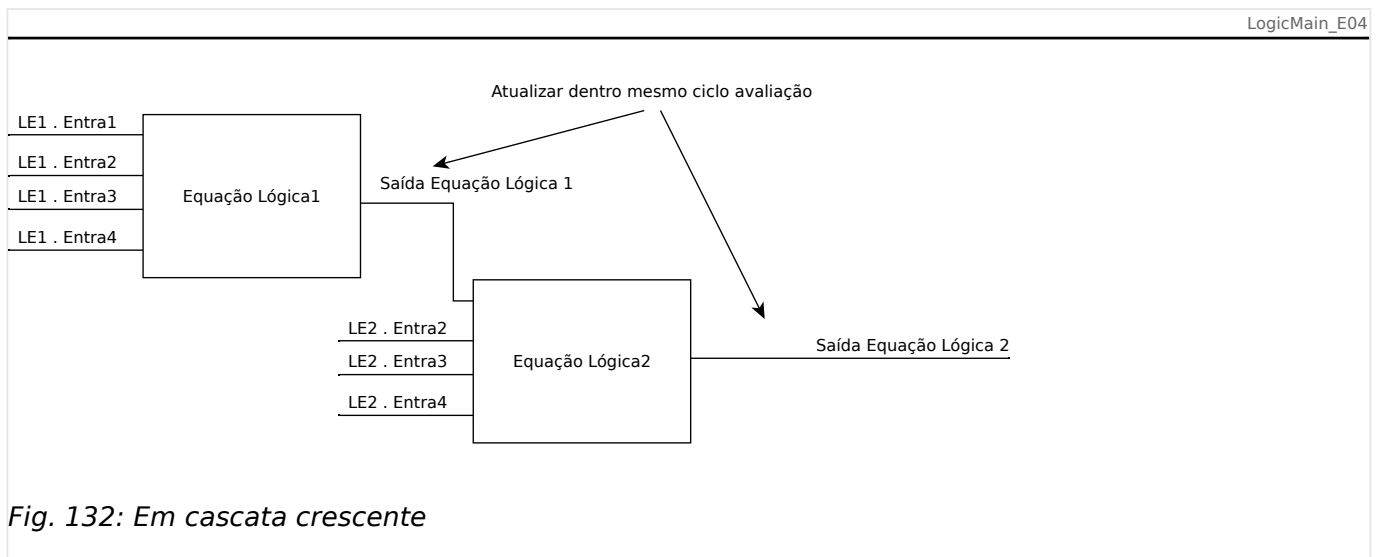 LogicMain_E04
Atualizar dentro mesmo ciclo avaliação
LE1 . Entra1
LE1 . Entra2
LE1 . Entra3
LE1 . Entra4
Equação Lógica1
Saída Equação Lógica 1
LE2 . Entra2
LE2 . Entra3
LE2 . Entra4
Equação Lógica2
Saída Equação Lógica 2
Fig. 132: Em cascata crescente